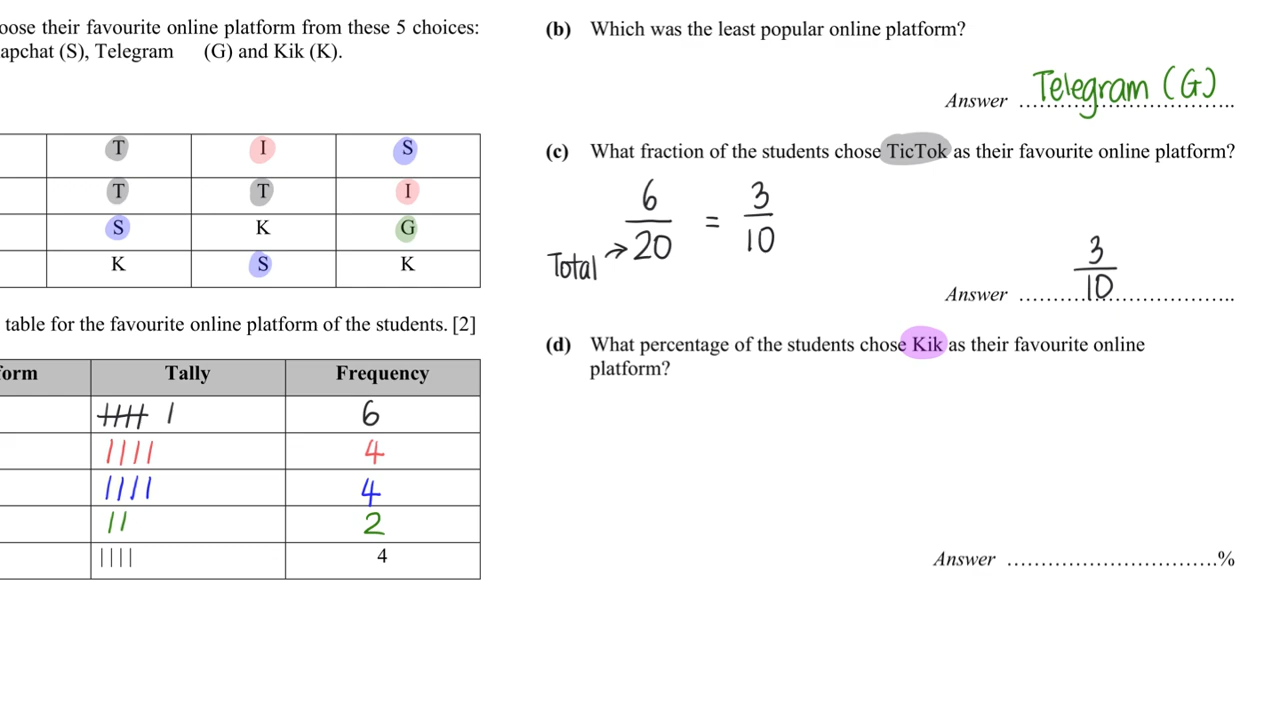 oose their favourite online platform from these 5 choices:
apchat (S), Telegram (G) and Kik (K).
T I S
T T I
S K G
K S K
table for the favourite online platform of the students. [2]
form Tally Frequency
6
4
4
2
4
(b) Which was the least popular online platform?
Answer Telegram (G)
(c) What fraction of the students chose TicTok as their favourite online platform?
6/20 = 3/10
Total →
Answer 3/10
(d) What percentage of the students chose Kik as their favourite online
platform?
Answer ................................%